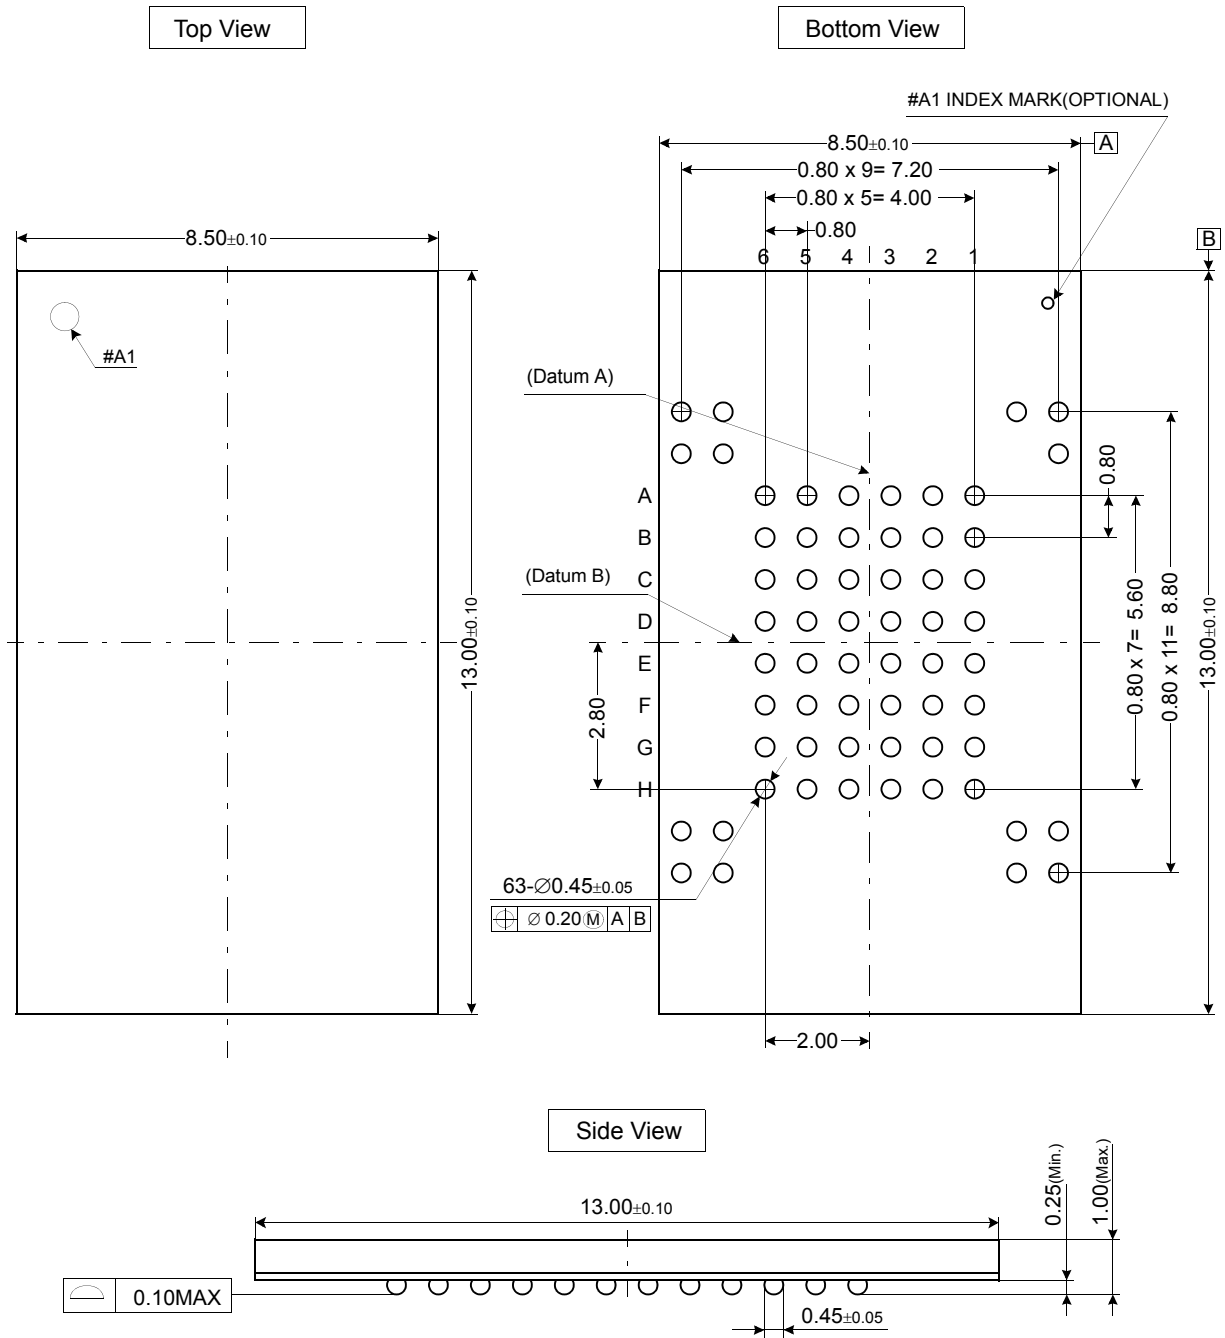 Top View
Bottom View
#A1 INDEX MARK(OPTIONAL)
8.50±0.10
A
0.80 x 9= 7.20
0.80 x 5= 4.00
0.80
8.50±0.10
B
6 5 4 3 2 1
#A1
(Datum A)
0.80
A
B
(Datum B)
C
D
E
F
G
H
13.00±0.10
2.80
0.80 x 7= 5.60
0.80 x 11= 8.80
13.00±0.10
63-∅0.45±0.05
⌖ ∅ 0.20 Ⓜ A B
2.00
Side View
13.00±0.10
0.25(Min.)
1.00(Max.)
0.10MAX
0.45±0.05